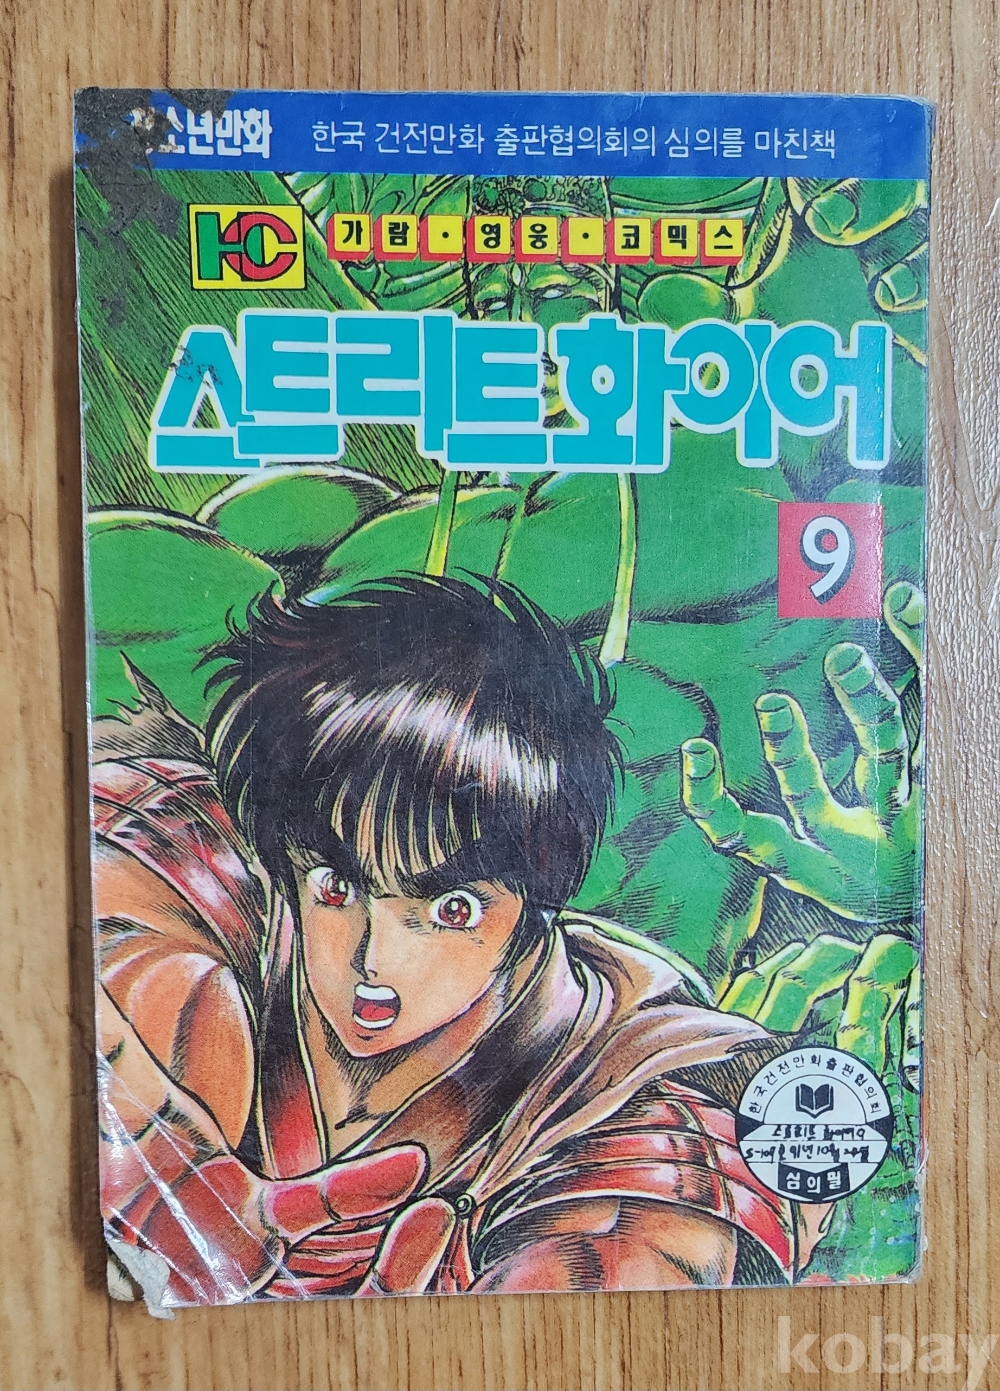 소년만화 한국 건전만화 출판협의회의 심의를 마친책
HC 가람·영웅·코믹스
스트리트화이어
9
한국건전만화출판협의회
심의필
kobay